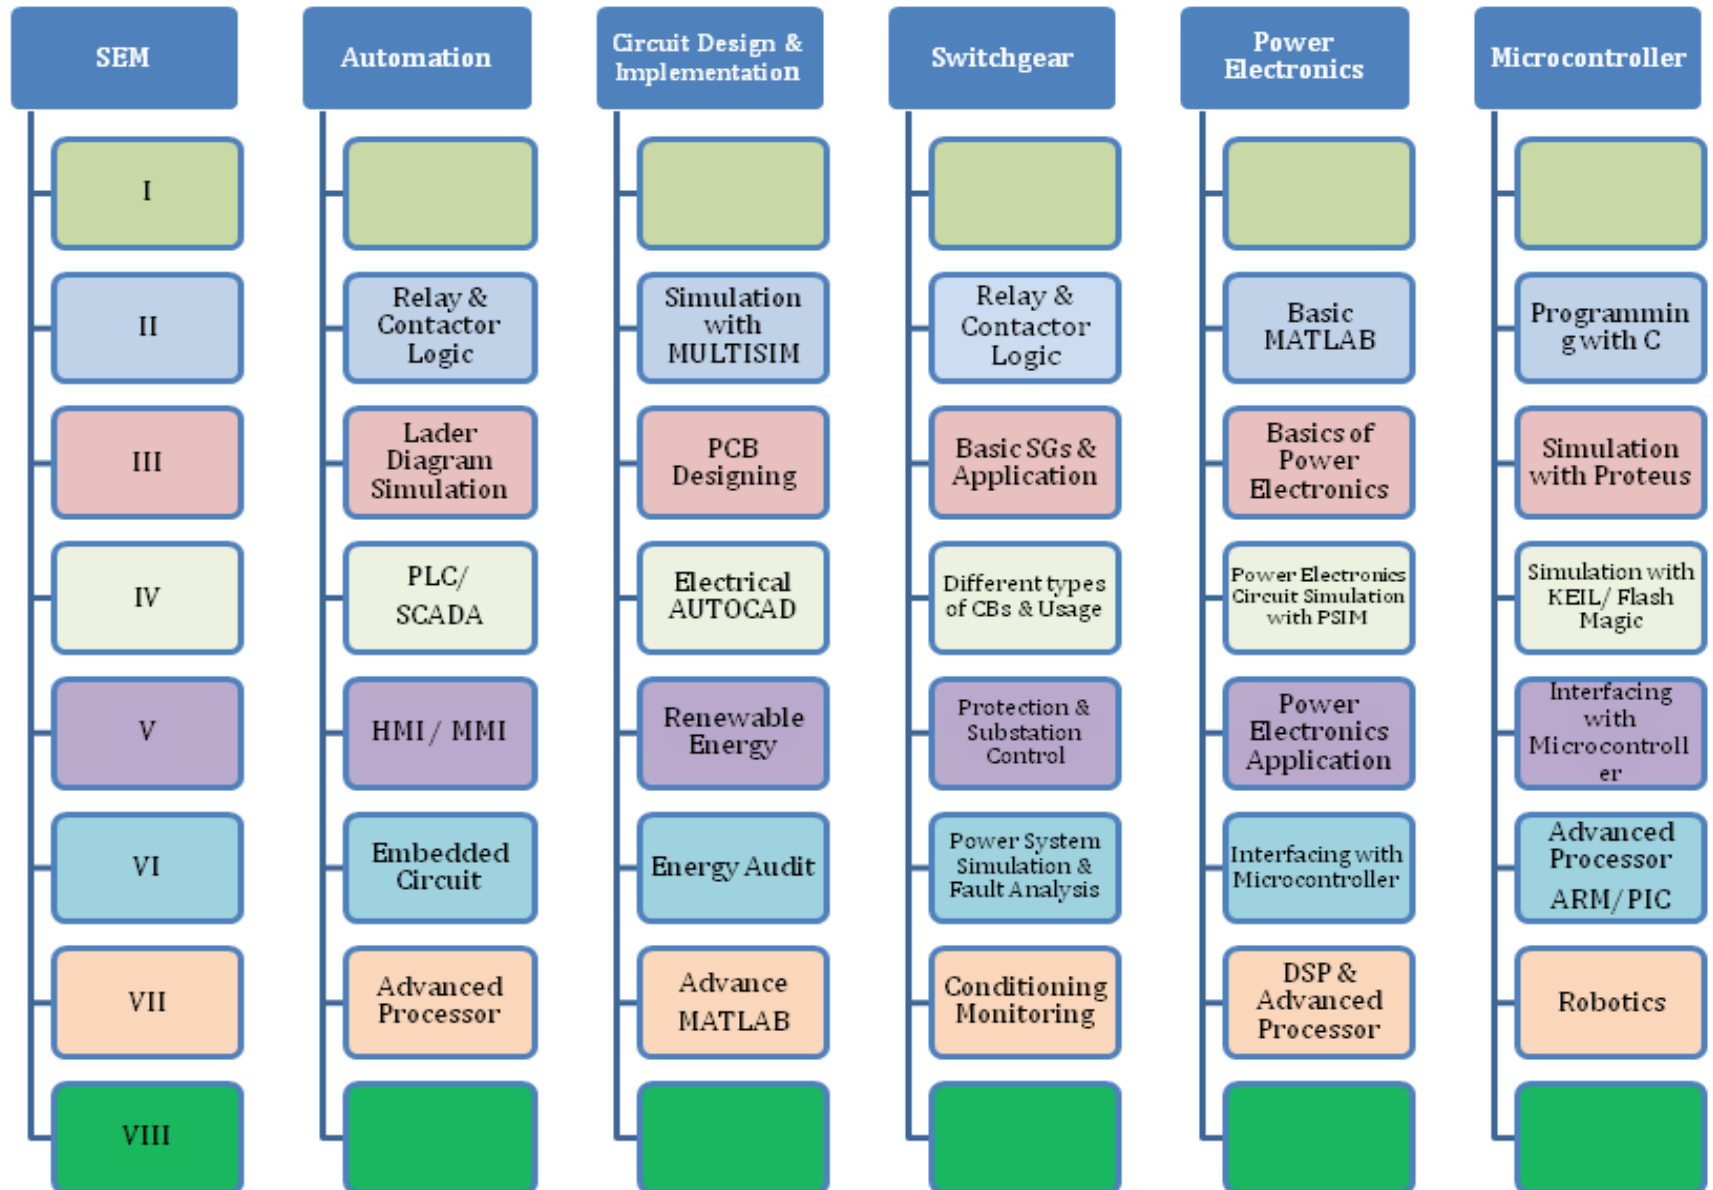 SEM
Automation
Circuit Design &
Implementation
Switchgear
Power
Electronics
Microcontroller
I
II
Relay &
Contactor
Logic
Simulation
with
MULTISIM
Relay &
Contactor
Logic
Basic
MATLAB
Programmin
g with C
III
Lader
Diagram
Simulation
PCB
Designing
Basic SGs &
Application
Basics of
Power
Electronics
Simulation
with Proteus
IV
PLC/
SCADA
Electrical
AUTOCAD
Different types
of CBs & Usage
Power Electronics
Circuit Simulation
with PSIM
Simulation with
KEIL/ Flash
Magic
V
HMI / MMI
Renewable
Energy
Protection &
Substation
Control
Power
Electronics
Application
Interfacing
with
Microcontroll
er
VI
Embedded
Circuit
Energy Audit
Power System
Simulation &
Fault Analysis
Interfacing with
Microcontroller
Advanced
Processor
ARM/ PIC
VII
Advanced
Processor
Advance
MATLAB
Conditioning
Monitoring
DSP &
Advanced
Processor
Robotics
VIII